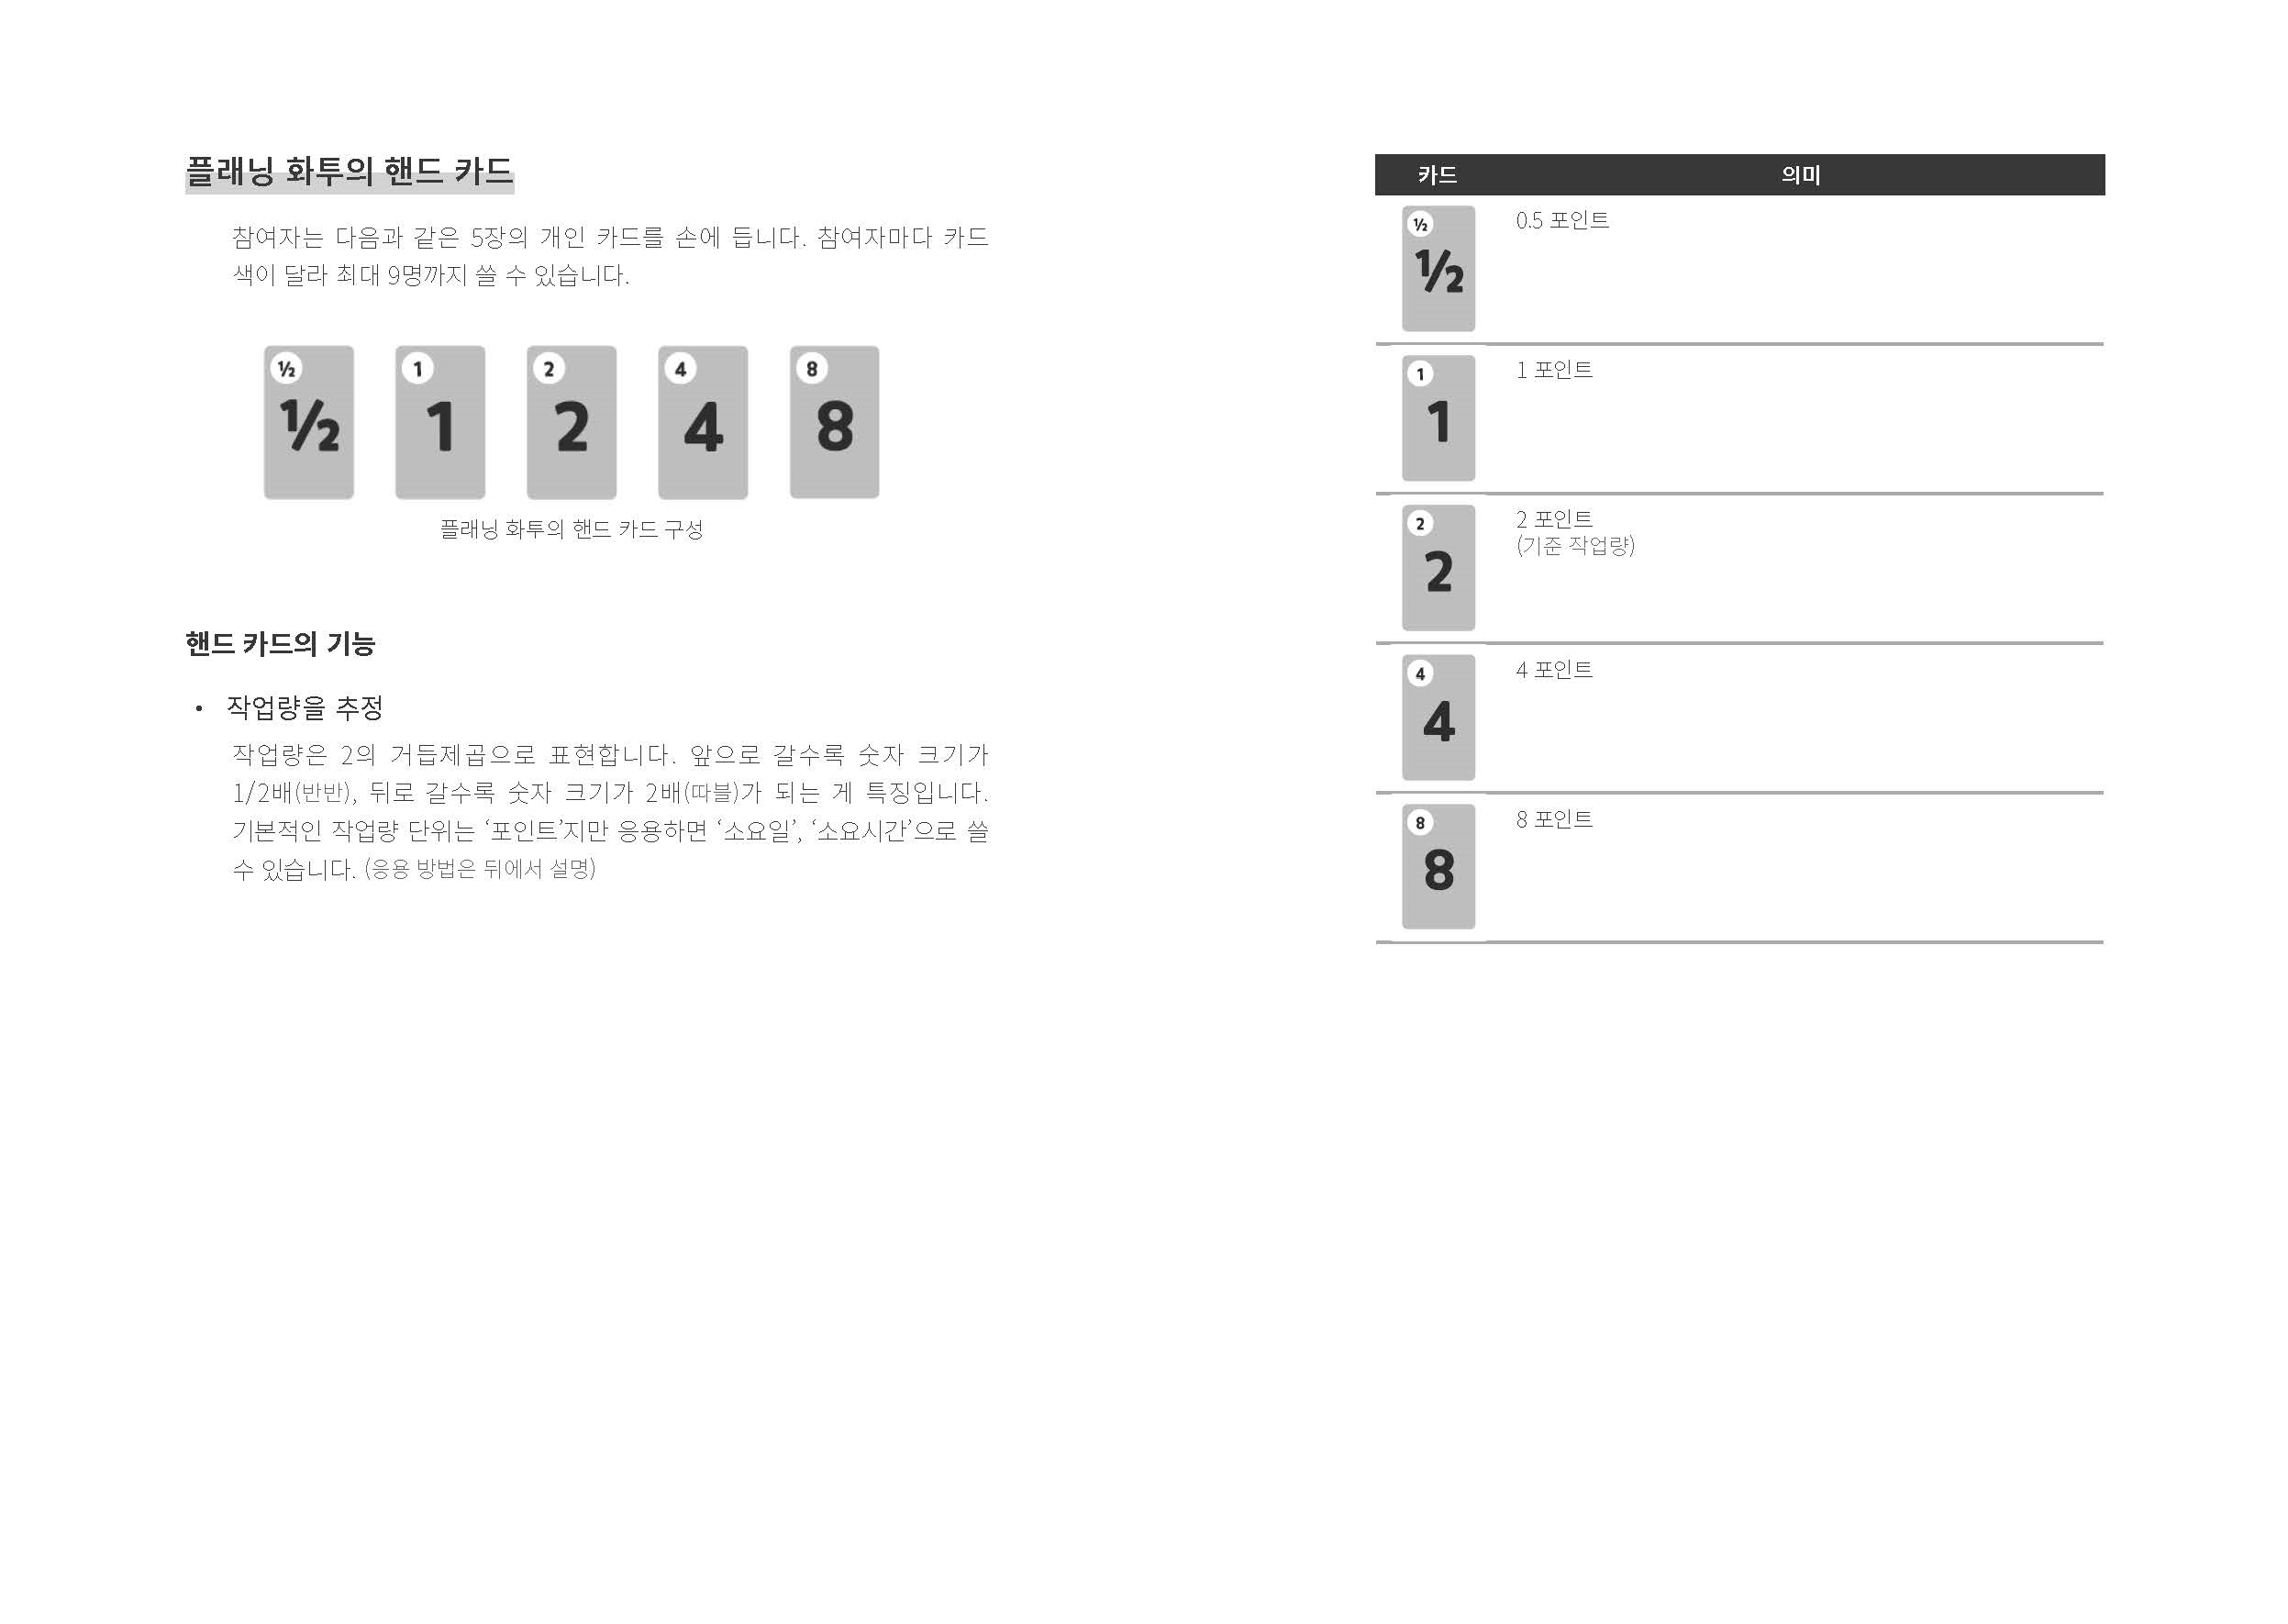 플래닝 화투의 핸드 카드
참여자는 다음과 같은 5장의 개인 카드를 손에 듭니다. 참여자마다 카드
색이 달라 최대 9명까지 쓸 수 있습니다.
½ 1 2 4 8
½ 1 2 4 8
플래닝 화투의 핸드 카드 구성
핸드 카드의 기능
• 작업량을 추정
작업량은 2의 거듭제곱으로 표현합니다. 앞으로 갈수록 숫자 크기가
1/2배(반반), 뒤로 갈수록 숫자 크기가 2배(따블)가 되는 게 특징입니다.
기본적인 작업량 단위는 ‘포인트’지만 응용하면 ‘소요일’, ‘소요시간’으로 쓸
수 있습니다. (응용 방법은 뒤에서 설명)
카드 의미
½ 0.5 포인트
½
1 1 포인트
1
2 2 포인트
(기준 작업량)
2
4 4 포인트
4
8 8 포인트
8